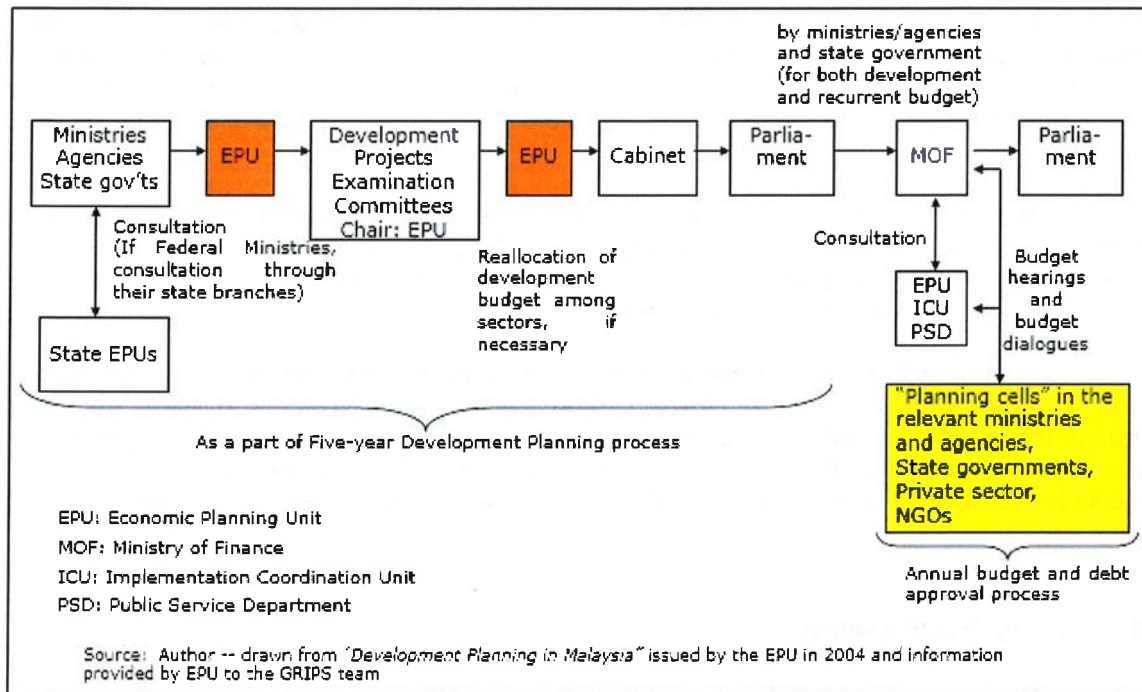 by ministries/agencies
and state government
(for both development
and recurrent budget)
Ministries
Agencies
State gov'ts
EPU
Development
Projects
Examination
Committees
Chair: EPU
EPU
Cabinet
Parlia-
ment
MOF
Parlia-
ment
Consultation
(If Federal Ministries,
consultation through
their state branches)
State EPUs
Reallocation of
development
budget among
sectors, if
necessary
Consultation
EPU
ICU
PSD
Budget
hearings
and
budget
dialogues
"Planning cells" in the
relevant ministries
and agencies,
State governments,
Private sector,
NGOs
As a part of Five-year Development Planning process
Annual budget and debt
approval process
EPU: Economic Planning Unit
MOF: Ministry of Finance
ICU: Implementation Coordination Unit
PSD: Public Service Department
Source: Author -- drawn from "Development Planning in Malaysia" issued by the EPU in 2004 and information
provided by EPU to the GRIPS team